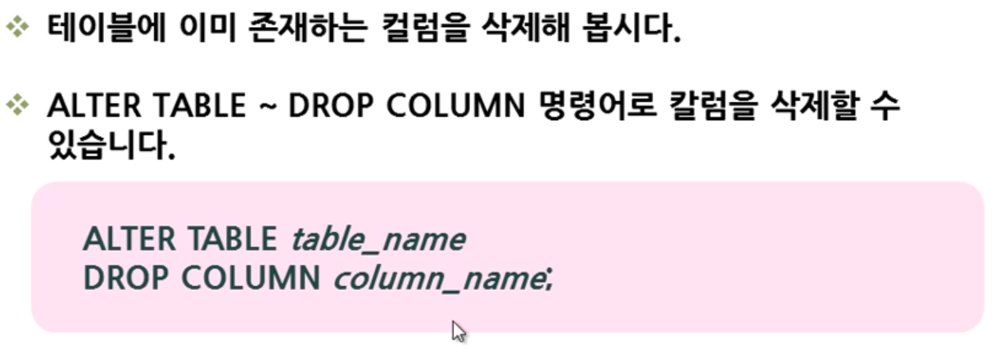 테이블에 이미 존재하는 컬럼을 삭제해 봅시다.
ALTER TABLE ~ DROP COLUMN 명령어로 칼럼을 삭제할 수
있습니다.
ALTER TABLE table_name
DROP COLUMN column_name;